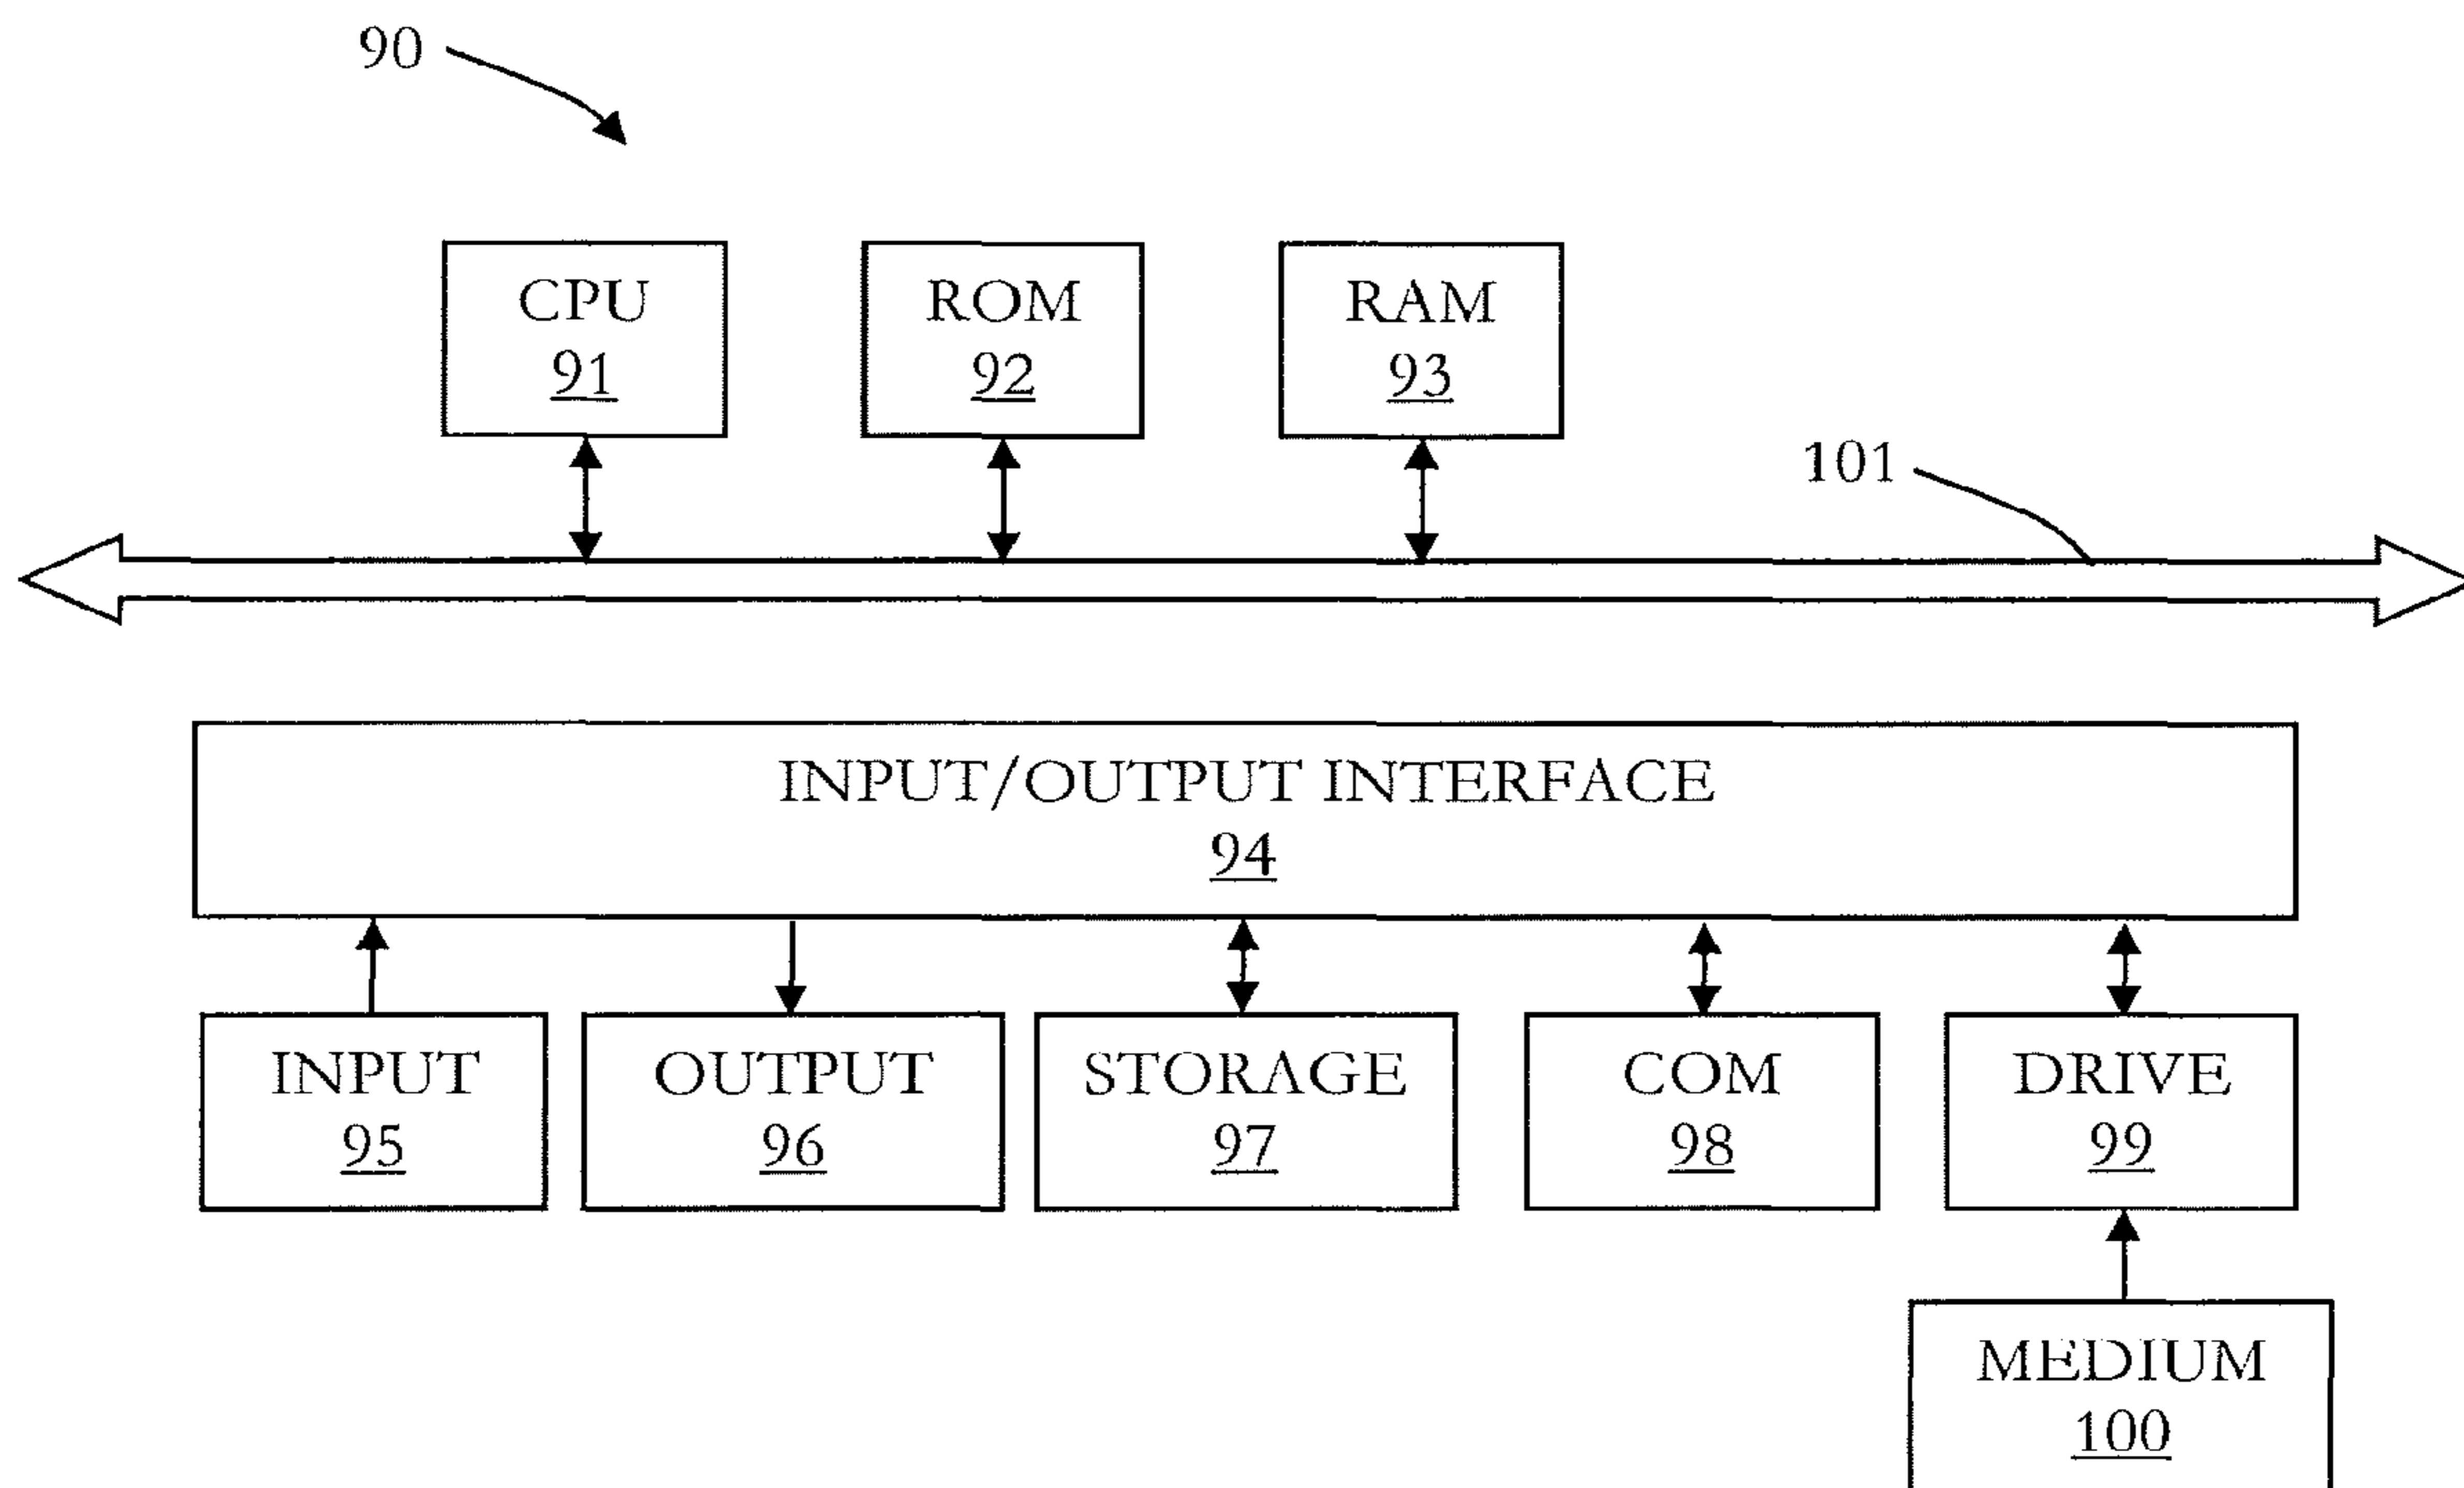 90
CPU
91
ROM
92
RAM
93
101
INPUT/OUTPUT INTERFACE
94
INPUT
95
OUTPUT
96
STORAGE
97
COM
98
DRIVE
99
MEDIUM
100